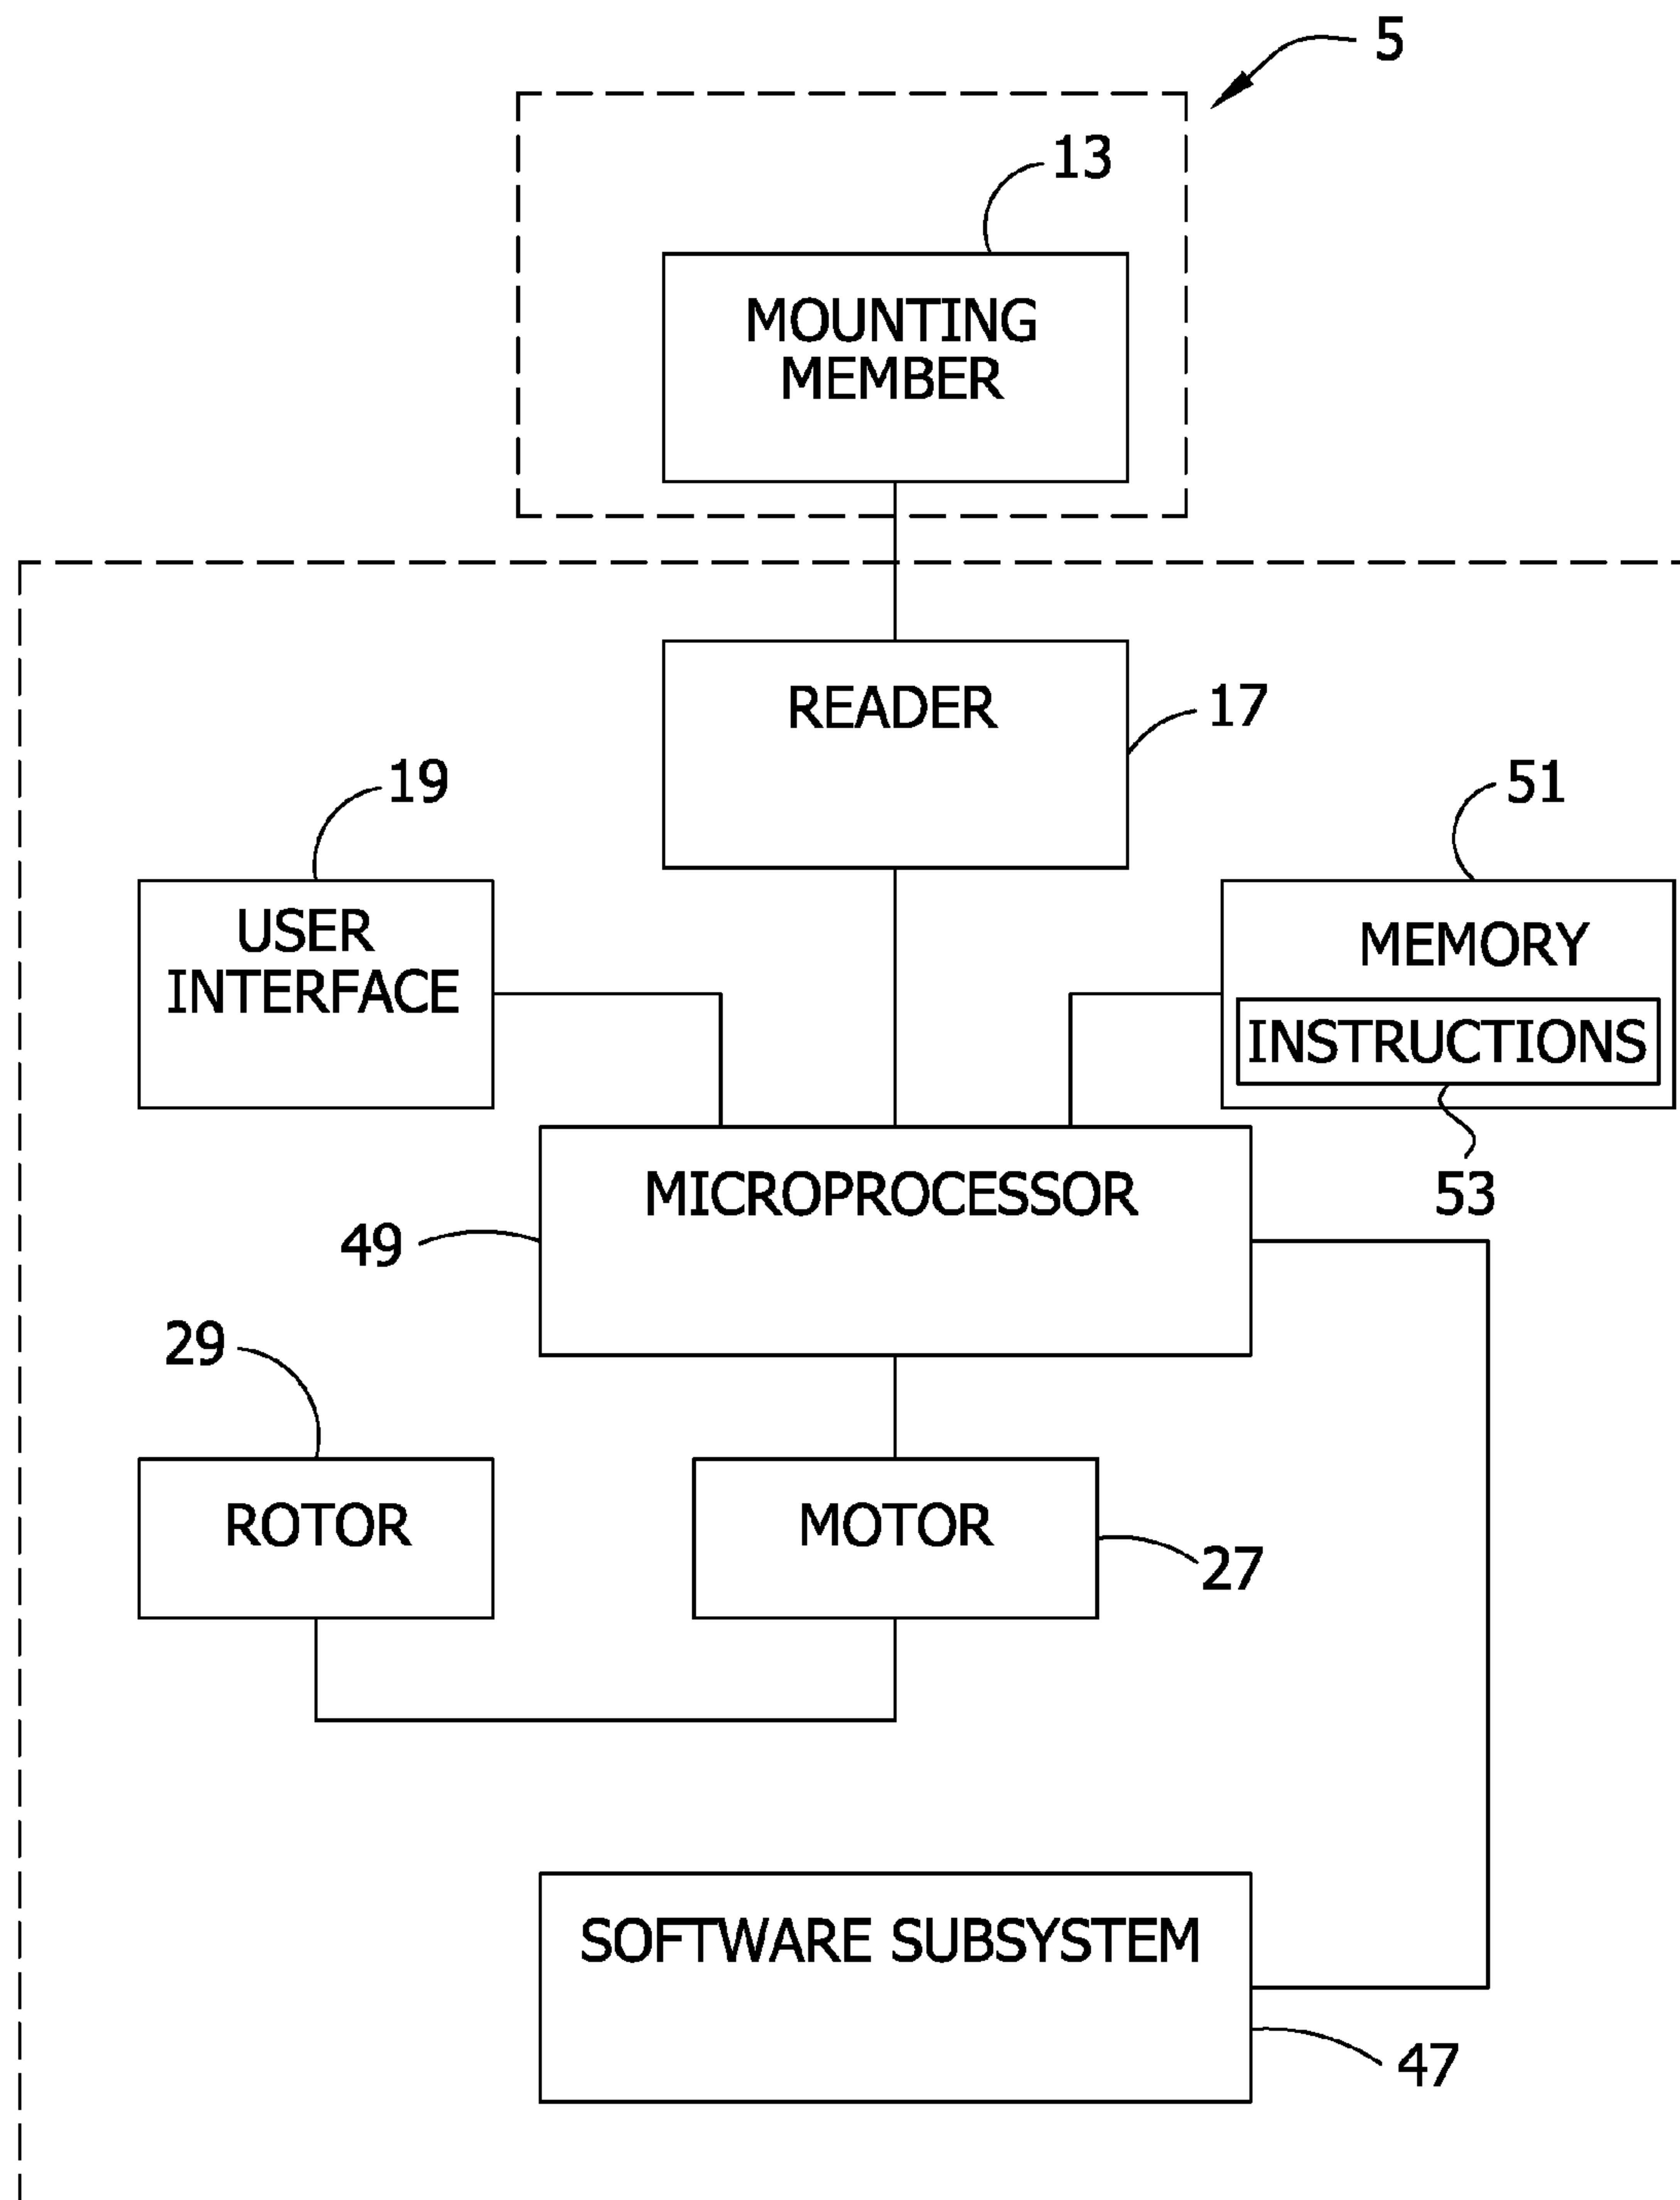 5
13
MOUNTING
MEMBER
READER
17
19
51
USER
INTERFACE
MEMORY
INSTRUCTIONS
MICROPROCESSOR
53
49
29
ROTOR
MOTOR
27
SOFTWARE SUBSYSTEM
47